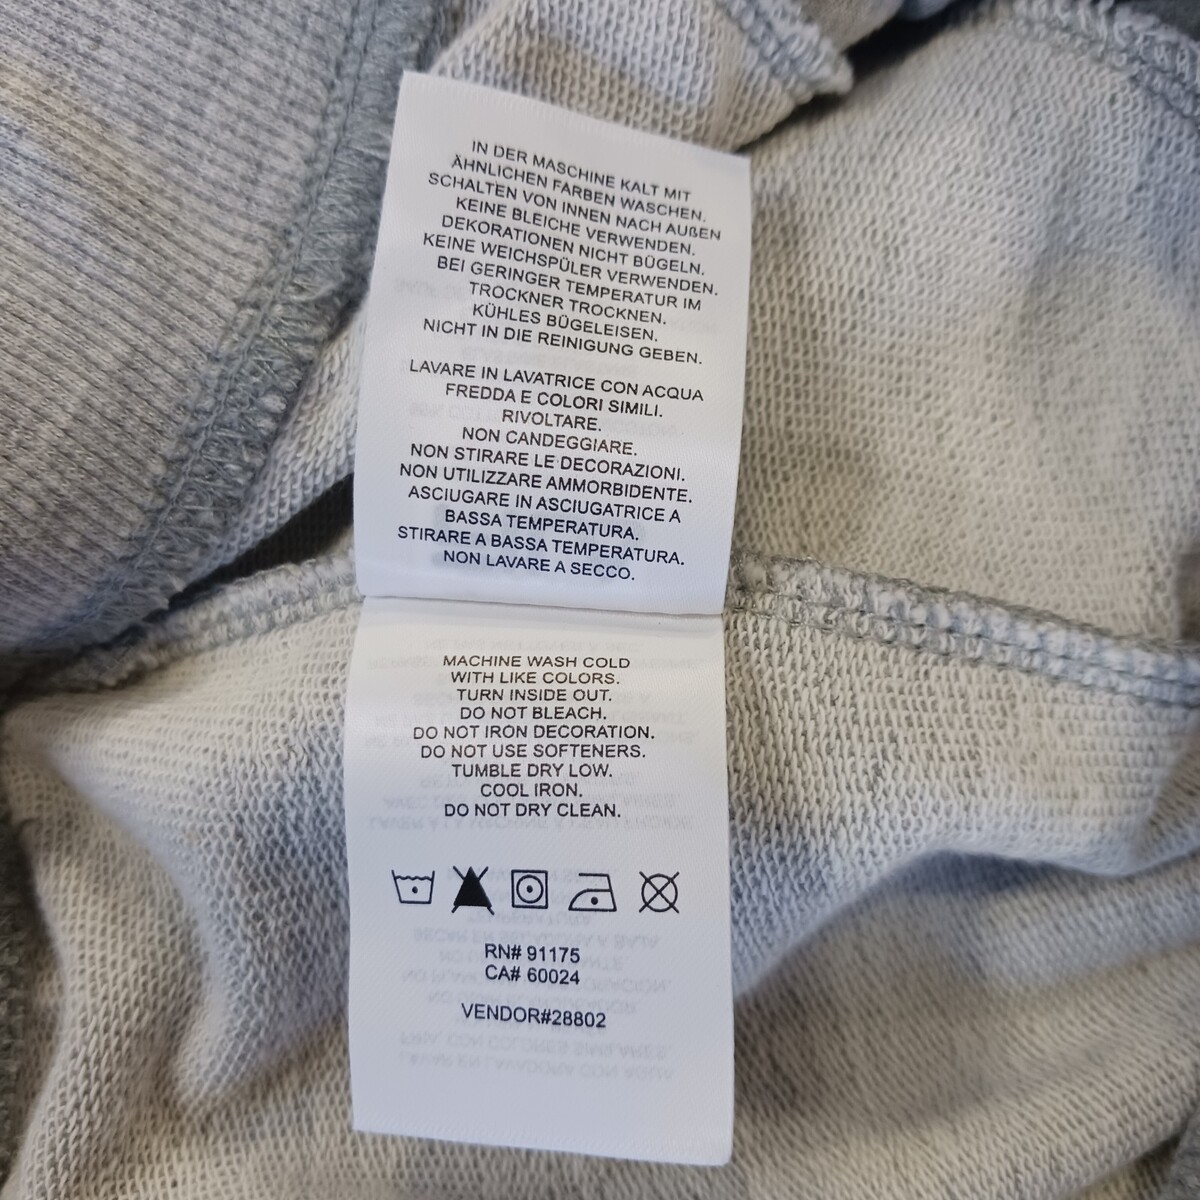 IN DER MASCHINE KALT MIT
ÄHNLICHEN FARBEN WASCHEN.
SCHALTEN VON INNEN NACH AUßEN
KEINE BLEICHE VERWENDEN.
DEKORATIONEN NICHT BÜGELN.
KEINE WEICHSPÜLER VERWENDEN.
BEI GERINGER TEMPERATUR IM
TROCKNER TROCKNEN.
KÜHLES BÜGELEISEN.
NICHT IN DIE REINIGUNG GEBEN.
LAVARE IN LAVATRICE CON ACQUA
FREDDA E COLORI SIMILI.
RIVOLTARE.
NON CANDEGGIARE.
NON STIRARE LE DECORAZIONI.
NON UTILIZZARE AMMORBIDENTE.
ASCIUGARE IN ASCIUGATRICE A
BASSA TEMPERATURA.
STIRARE A BASSA TEMPERATURA.
NON LAVARE A SECCO.
MACHINE WASH COLD
WITH LIKE COLORS.
TURN INSIDE OUT.
DO NOT BLEACH.
DO NOT IRON DECORATION.
DO NOT USE SOFTENERS.
TUMBLE DRY LOW.
COOL IRON.
DO NOT DRY CLEAN.
RN# 91175
CA# 60024
VENDOR#28802